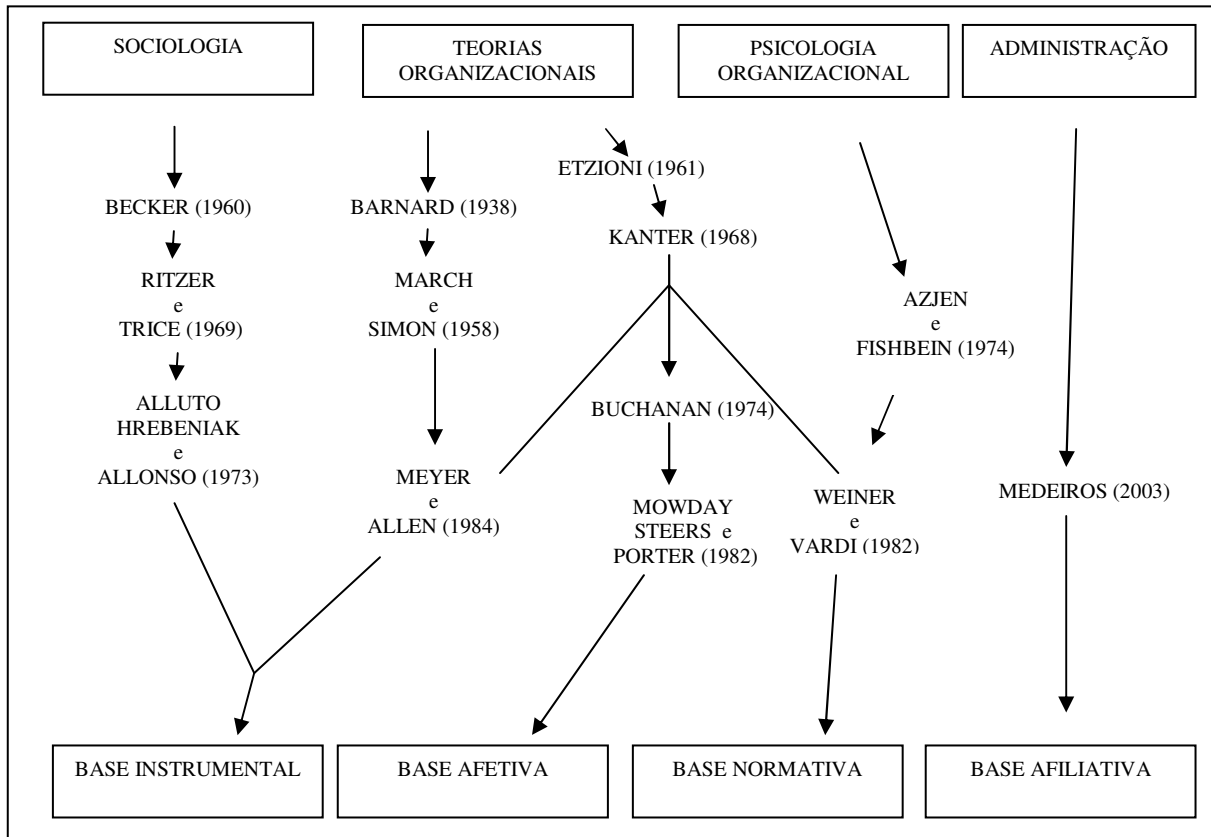 SOCIOLOGIA
TEORIAS
ORGANIZACIONAIS
PSICOLOGIA
ORGANIZACIONAL
ADMINISTRAÇÃO
BECKER (1960)
RITZER
e
TRICE (1969)
ALLUTO
HREBENIAK
e
ALLONSO (1973)
BARNARD (1938)
MARCH
e
SIMON (1958)
MEYER
e
ALLEN (1984)
ETZIONI (1961)
KANTER (1968)
BUCHANAN (1974)
MOWDAY
STEERS e
PORTER (1982)
AZJEN
e
FISHBEIN (1974)
WEINER
e
VARDI (1982)
MEDEIROS (2003)
BASE INSTRUMENTAL
BASE AFETIVA
BASE NORMATIVA
BASE AFILIATIVA